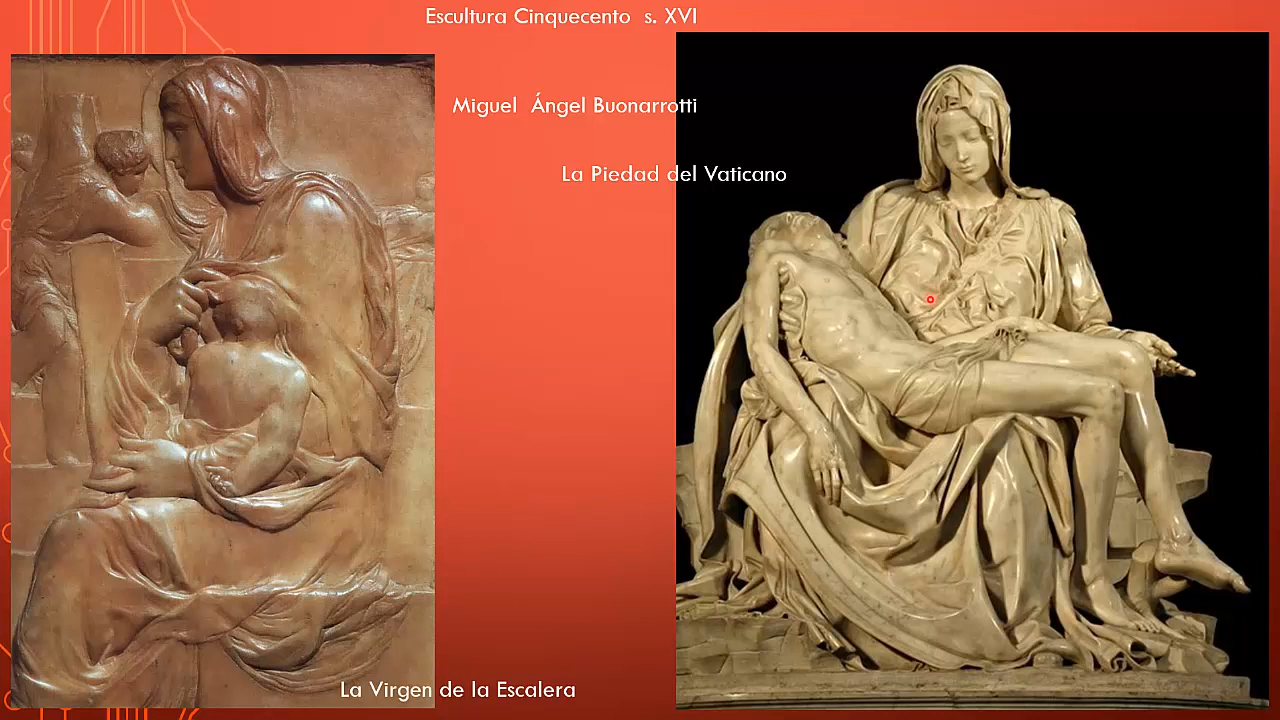 Escultura Cinquecento s. XVI
Miguel Ángel Buonarrotti
La Piedad del Vaticano
La Virgen de la Escalera